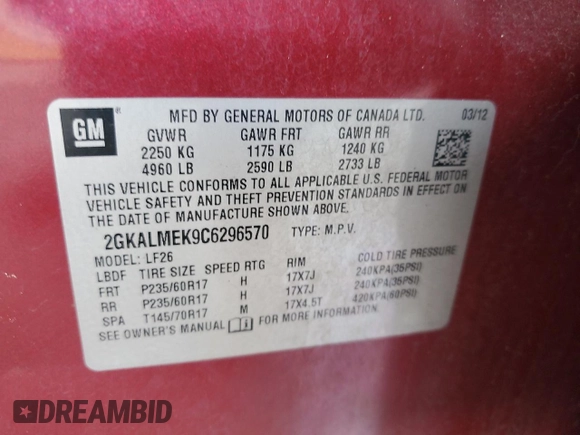 GM
MFD BY GENERAL MOTORS OF CANADA LTD. 03/12
GVWR GAWR FRT GAWR RR
2250 KG 1175 KG 1240 KG
4960 LB 2590 LB 2733 LB
THIS VEHICLE CONFORMS TO ALL APPLICABLE U.S. FEDERAL MOTOR
VEHICLE SAFETY AND THEFT PREVENTION STANDARDS IN EFFECT ON
THE DATE OF MANUFACTURE SHOWN ABOVE.
2GKALMEK9C6296570 TYPE: M.P.V.
MODEL: LF26
LBDF TIRE SIZE SPEED RTG RIM COLD TIRE PRESSURE
FRT P235/60R17 H 17X7J 240KPA(35PSI)
RR P235/60R17 H 17X7J 240KPA(35PSI)
SPA T145/70R17 M 17X4.5T 420KPA(60PSI)
SEE OWNER'S MANUAL FOR MORE INFORMATION
DREAMBID